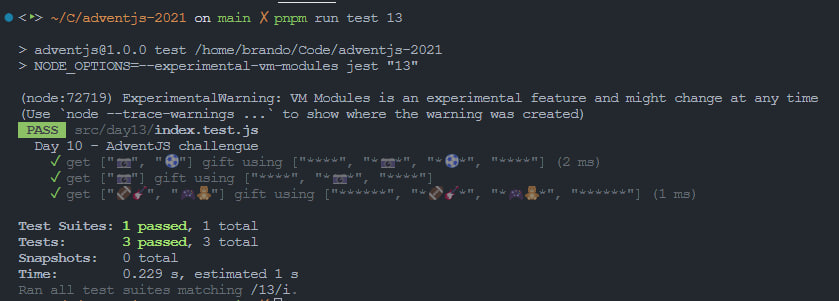 <·> ~/C/adventjs-2021 on main ✗ pnpm run test 13
> adventjs@1.0.0 test /home/brando/Code/adventjs-2021
> NODE_OPTIONS=--experimental-vm-modules jest "13"
(node:72719) ExperimentalWarning: VM Modules is an experimental feature and might change at any time
(Use `node --trace-warnings ...` to show where the warning was created)
PASS src/day13/index.test.js
Day 10 - AdventJS challengue
✓ get ["📷", "⚽"] gift using ["****", "*📷*", "*⚽*", "****"] (2 ms)
✓ get ["📷"] gift using ["****", "*📷*", "****"]
✓ get ["🏈🎸", "🎮🧸"] gift using ["******", "*🏈🎸*", "*🎮🧸*", "******"] (1 ms)
Test Suites: 1 passed, 1 total
Tests: 3 passed, 3 total
Snapshots: 0 total
Time: 0.229 s, estimated 1 s
Ran all test suites matching /13/i.